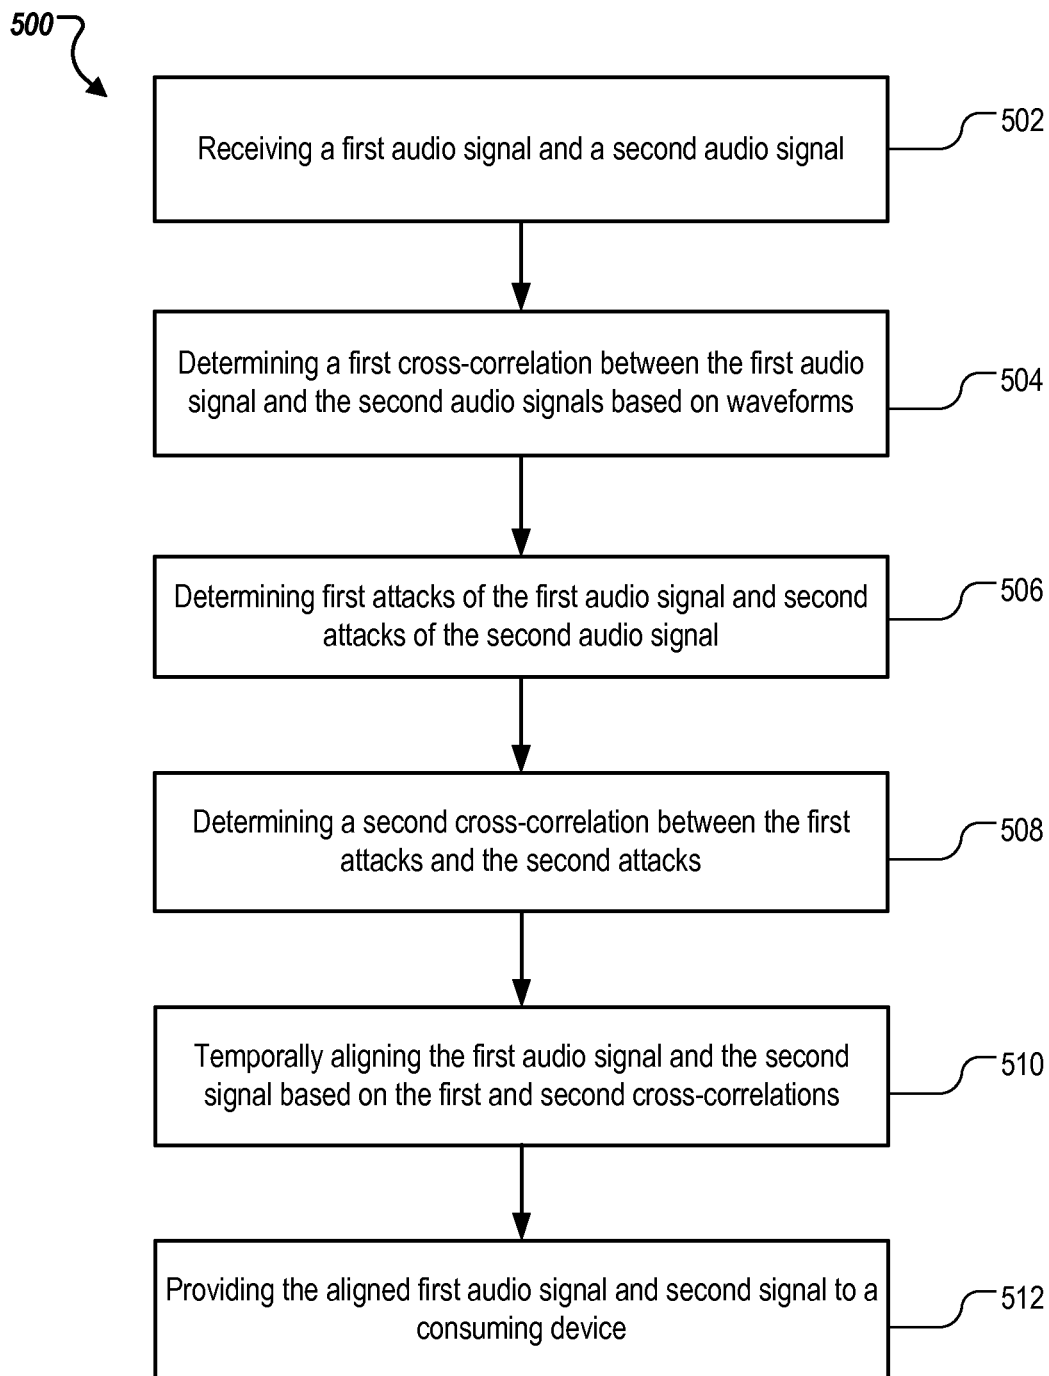 500
Receiving a first audio signal and a second audio signal
502
Determining a first cross-correlation between the first audio
signal and the second audio signals based on waveforms
504
Determining first attacks of the first audio signal and second
attacks of the second audio signal
506
Determining a second cross-correlation between the first
attacks and the second attacks
508
Temporally aligning the first audio signal and the second
signal based on the first and second cross-correlations
510
Providing the aligned first audio signal and second signal to a
consuming device
512